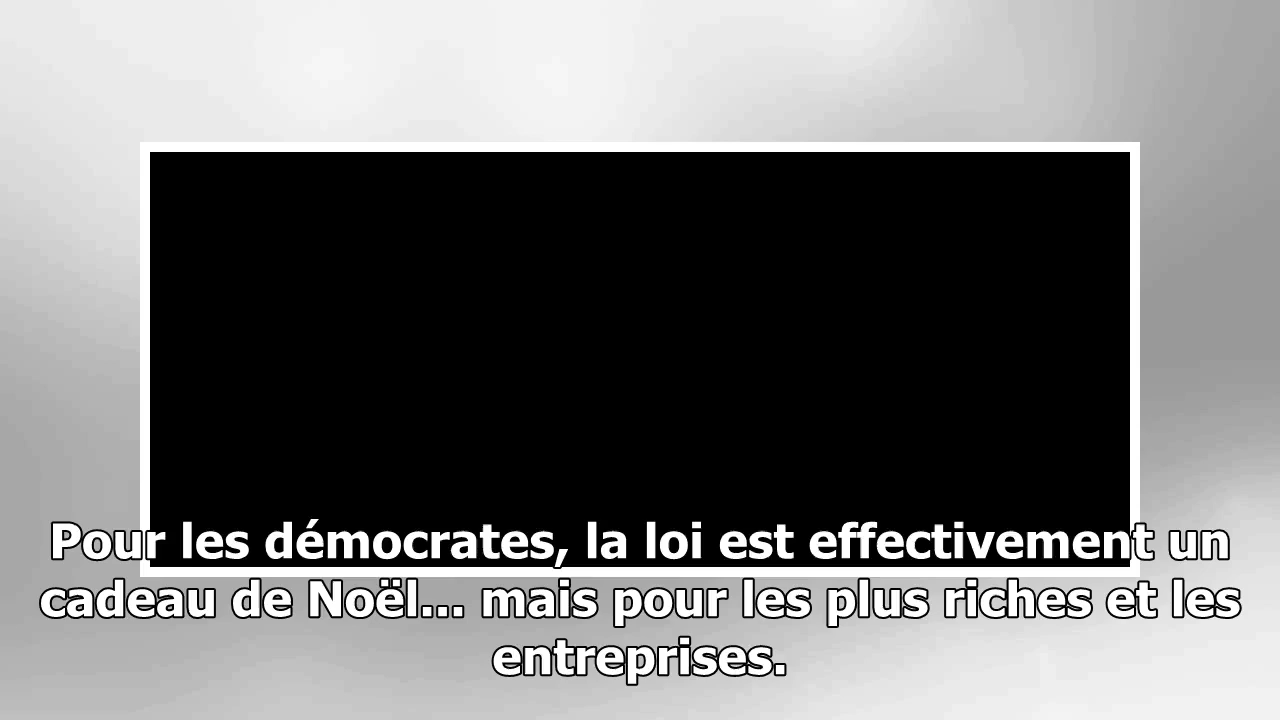 Pour les démocrates, la loi est effectivement un
cadeau de Noël... mais pour les plus riches et les
entreprises.